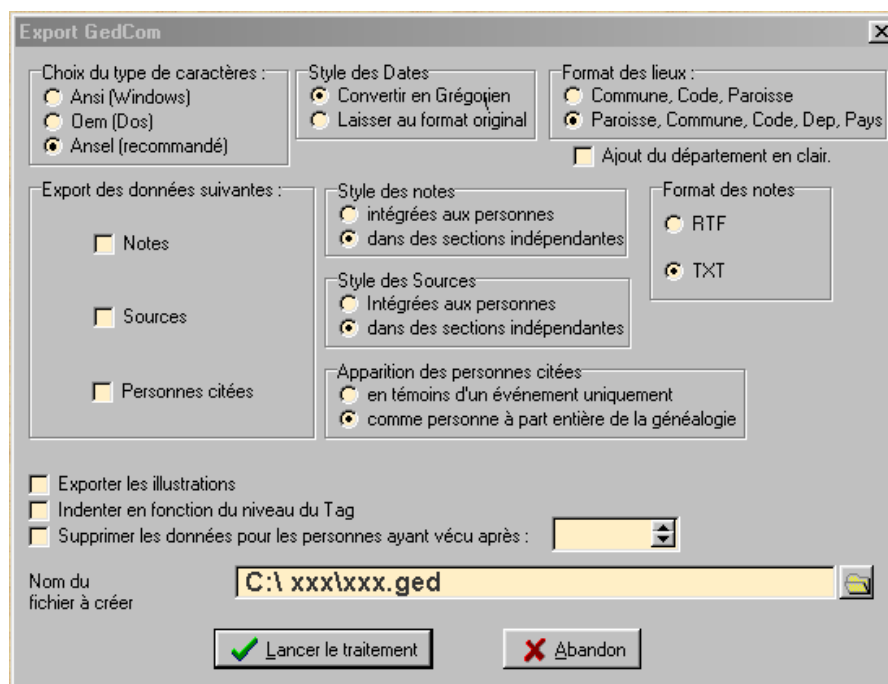 Export GedCom
Choix du type de caractères :
Ansi (Windows)
Oem (Dos)
Ansel (recommandé)
Style des Dates
Convertir en Grégorien
Laisser au format original
Format des lieux :
Commune, Code, Paroisse
Paroisse, Commune, Code, Dep, Pays
Ajout du département en clair.
Export des données suivantes :
Notes
Sources
Personnes citées
Style des notes
intégrées aux personnes
dans des sections indépendantes
Format des notes
RTF
TXT
Style des Sources
Intégrées aux personnes
dans des sections indépendantes
Apparition des personnes citées
en témoins d'un événement uniquement
comme personne à part entière de la généalogie
Exporter les illustrations
Indenter en fonction du niveau du Tag
Supprimer les données pour les personnes ayant vécu après :
Nom du
fichier à créer
C:\ xxx\xxx.ged
Lancer le traitement
Abandon